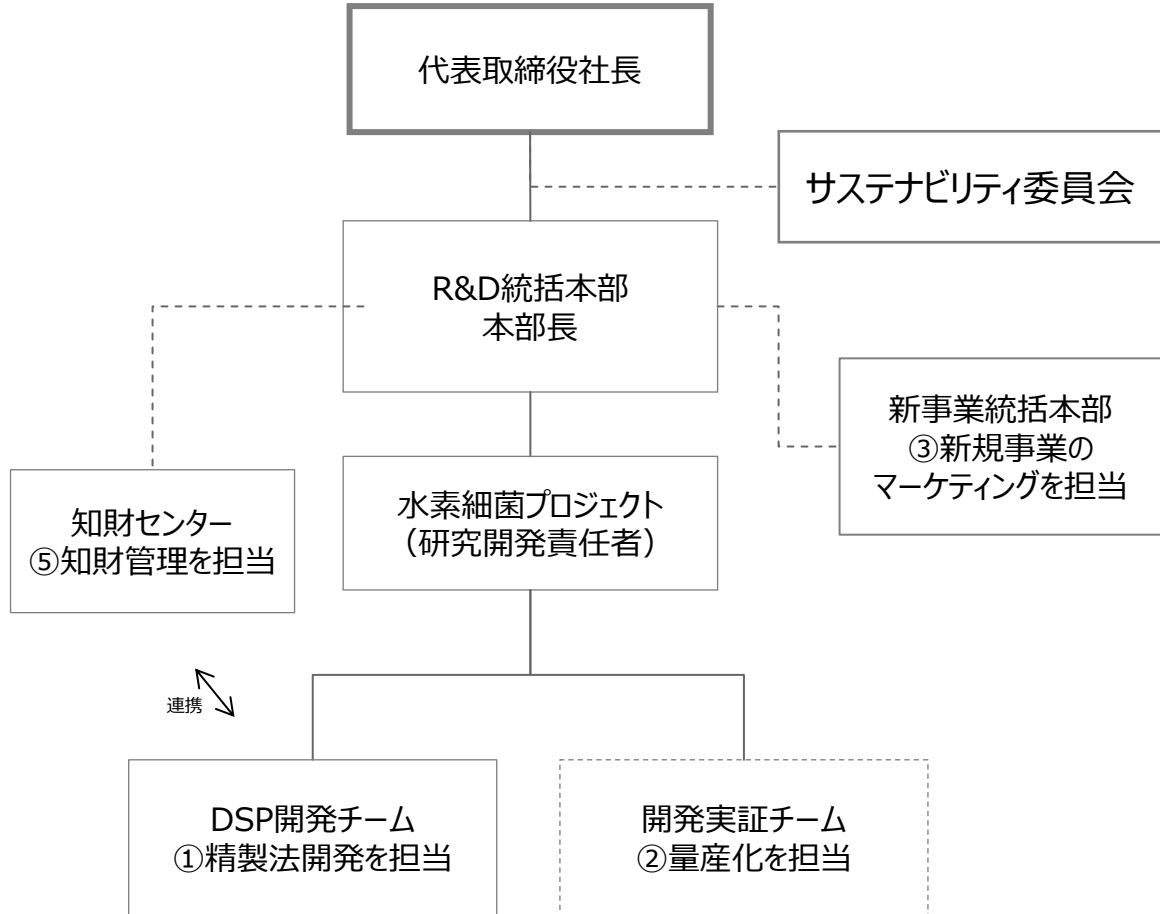 代表取締役社長
サステナビリティ委員会
R&D統括本部
本部長
新事業統括本部
③新規事業の
マーケティングを担当
知財センター
⑤知財管理を担当
水素細菌プロジェクト
（研究開発責任者）
連携
DSP開発チーム
①精製法開発を担当
開発実証チーム
②量産化を担当